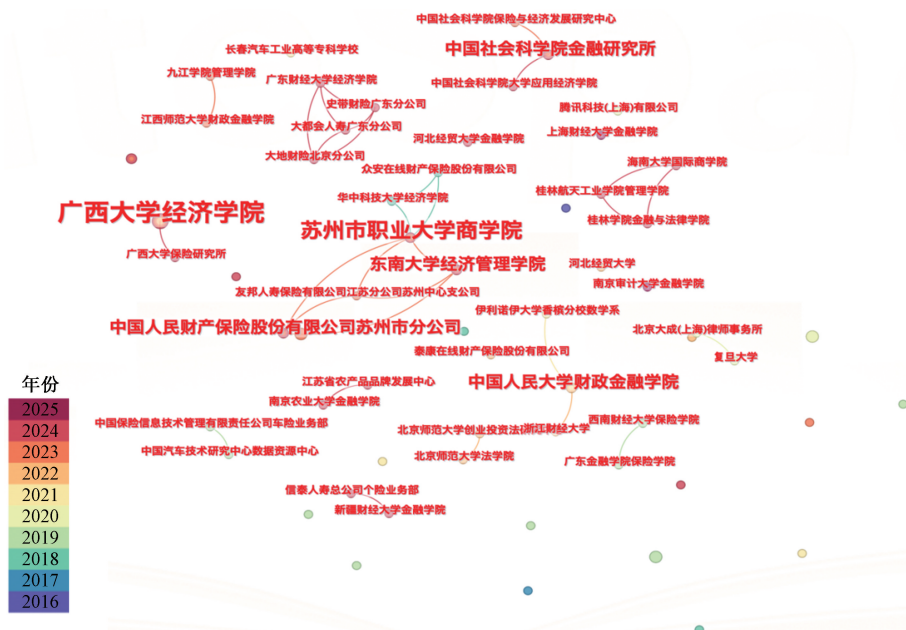 中国社会科学院保险与经济发展研究中心
中国社会科学院金融研究所
长春汽车工业高等专科学校
九江学院管理学院
广东财经大学经济学院
中国社会科学院大学应用经济学院
史带财险广东分公司
腾讯科技(上海)有限公司
江西师范大学财政金融学院
大都会人寿广东分公司
河北经贸大学金融学院
上海财经大学金融学院
大地财险北京分公司
众安在线财产保险股份有限公司
海南大学国际商学院
华中科技大学经济学院
桂林航天工业学院管理学院
广西大学经济学院
桂林学院金融与法律学院
苏州市职业大学商学院
广西大学保险研究所
东南大学经济管理学院
河北经贸大学
南京审计大学金融学院
友邦人寿保险有限公司江苏分公司苏州中心支公司
伊利诺伊大学香槟分校数学系
中国人民财产保险股份有限公司苏州市分公司
北京大成(上海)律师事务所
泰康在线财产保险股份有限公司
复旦大学
江苏省农产品品牌发展中心
中国人民大学财政金融学院
年份
南京农业大学金融学院
2025
中国保险信息技术管理有限责任公司车险业务部
北京师范大学创业投资法
浙江财经大学
西南财经大学保险学院
2024
2023
中国汽车技术研究中心数据资源中心
北京师范大学法学院
广东金融学院保险学院
2022
2021
信泰人寿总公司个险业务部
新疆财经大学金融学院
2020
2019
2018
2017
2016